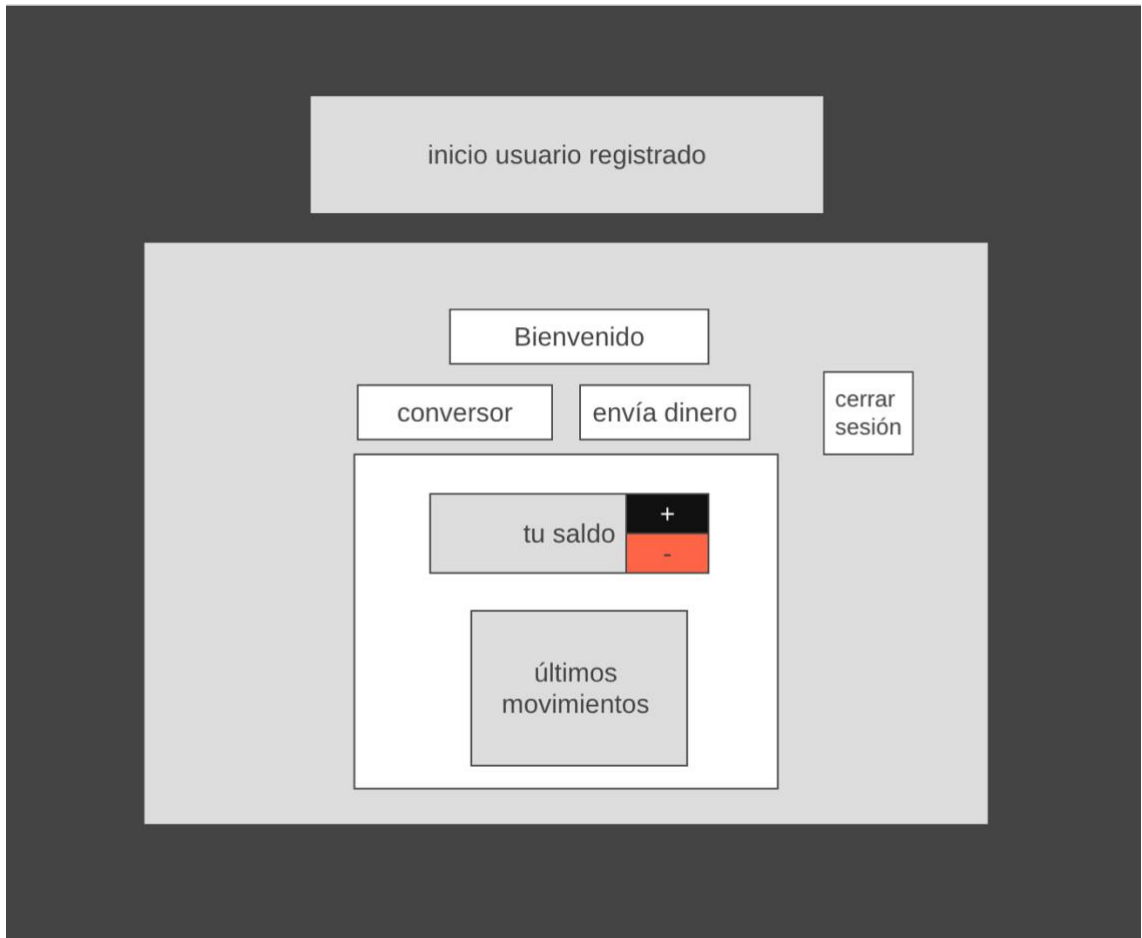 inicio usuario registrado
Bienvenido
conversor
envía dinero
cerrar
sesión
tu saldo
+
-
últimos
movimientos